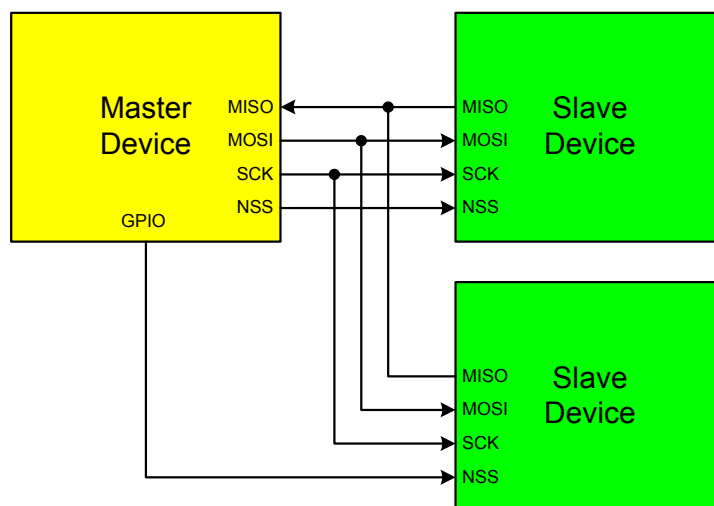 Master
Device
MISO
MOSI
SCK
NSS
GPIO
MISO
MOSI
SCK
NSS
Slave
Device
MISO
MOSI
SCK
NSS
Slave
Device